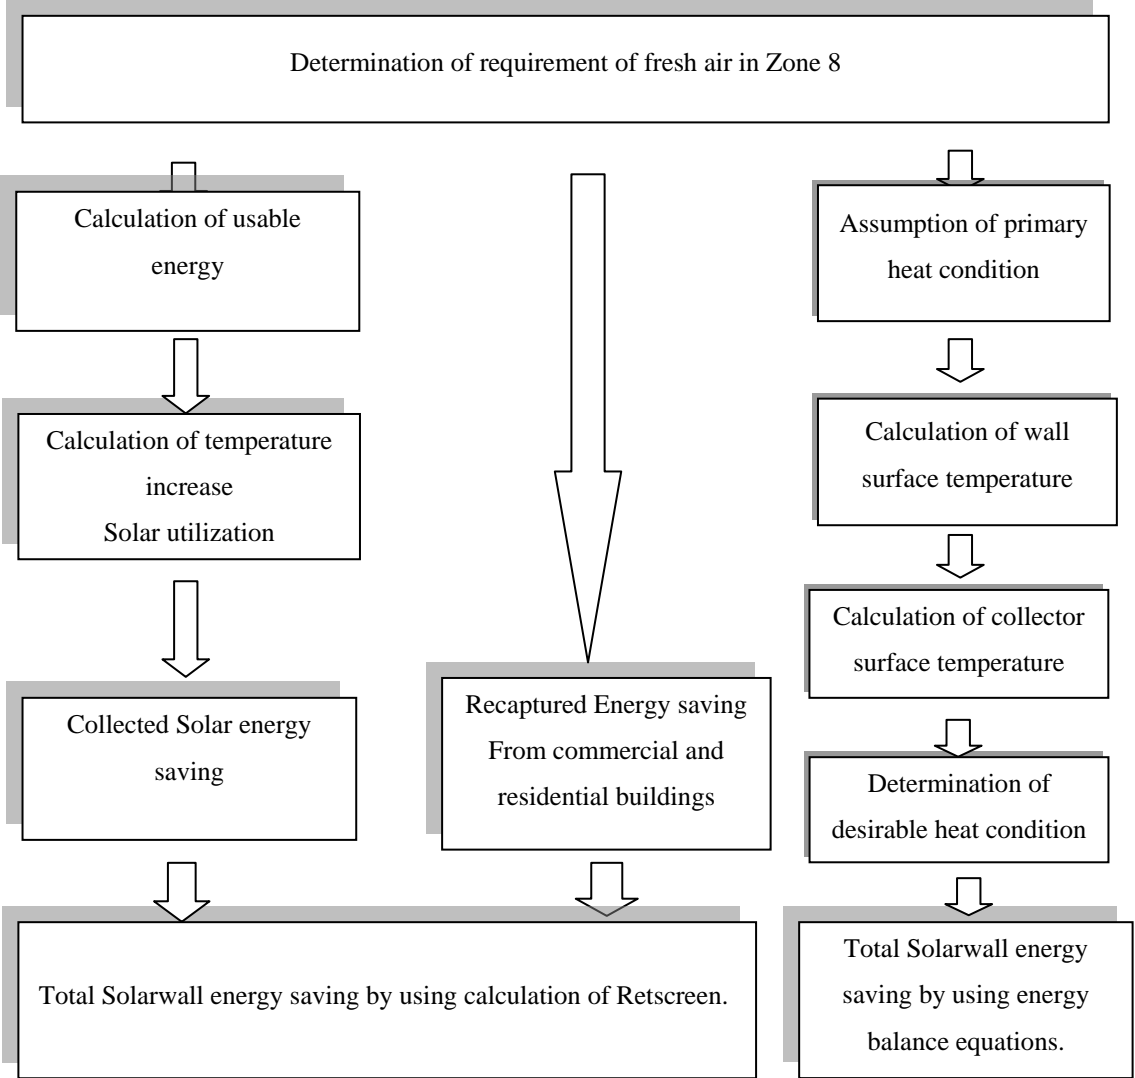 Determination of requirement of fresh air in Zone 8
Calculation of usable
energy
Calculation of temperature
increase
Solar utilization
Collected Solar energy
saving
Recaptured Energy saving
From commercial and
residential buildings
Total Solarwall energy saving by using calculation of Retscreen.
Assumption of primary
heat condition
Calculation of wall
surface temperature
Calculation of collector
surface temperature
Determination of
desirable heat condition
Total Solarwall energy
saving by using energy
balance equations.